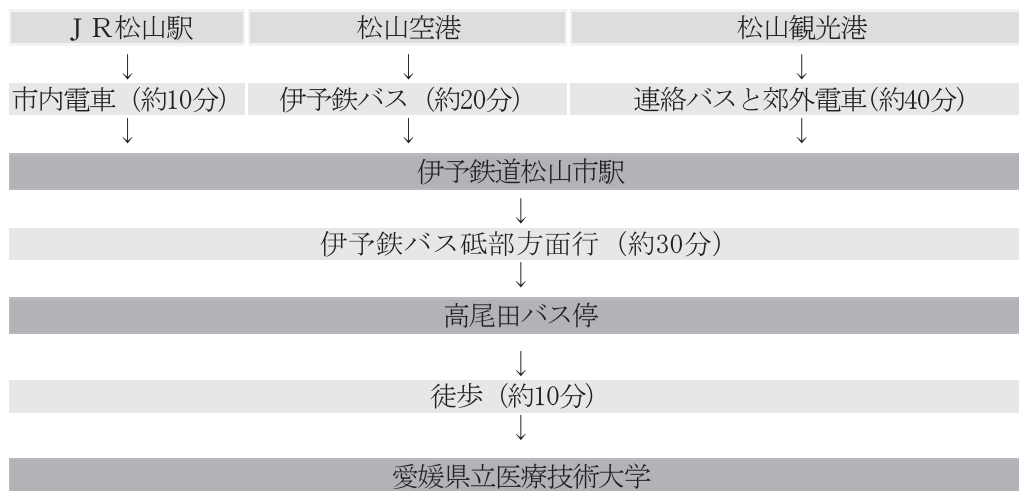 ＪＲ松山駅 松山空港 松山観光港
↓ ↓ ↓
市内電車（約10分） 伊予鉄バス（約20分） 連絡バスと郊外電車（約40分）
↓ ↓ ↓
伊予鉄道松山市駅
↓
伊予鉄バス砥部方面行（約30分）
↓
高尾田バス停
↓
徒歩（約10分）
↓
愛媛県立医療技術大学